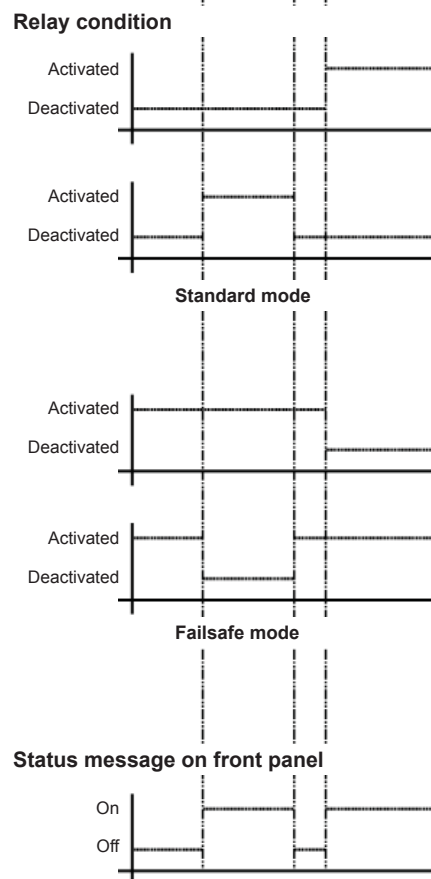 Relay condition
Activated
Deactivated
Activated
Deactivated
Standard mode
Activated
Deactivated
Activated
Deactivated
Failsafe mode
Status message on front panel
On
Off